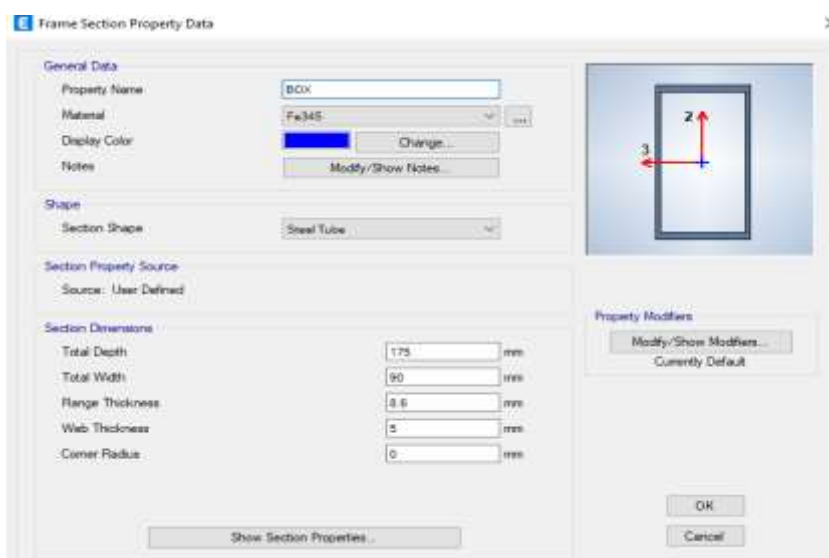 Frame Section Property Data
General Data
Property Name BOX
Material Fe345 ...
Display Color Change...
Notes Modify/Show Notes...
2
3
Shape
Section Shape Steel Tube
Section Property Source
Source: User Defined
Section Dimensions
Total Depth 175 mm
Total Width 90 mm
Flange Thickness 8.6 mm
Web Thickness 5 mm
Corner Radius 0 mm
Show Section Properties...
Property Modifiers
Modify/Show Modifiers...
Currently Default
OK
Cancel